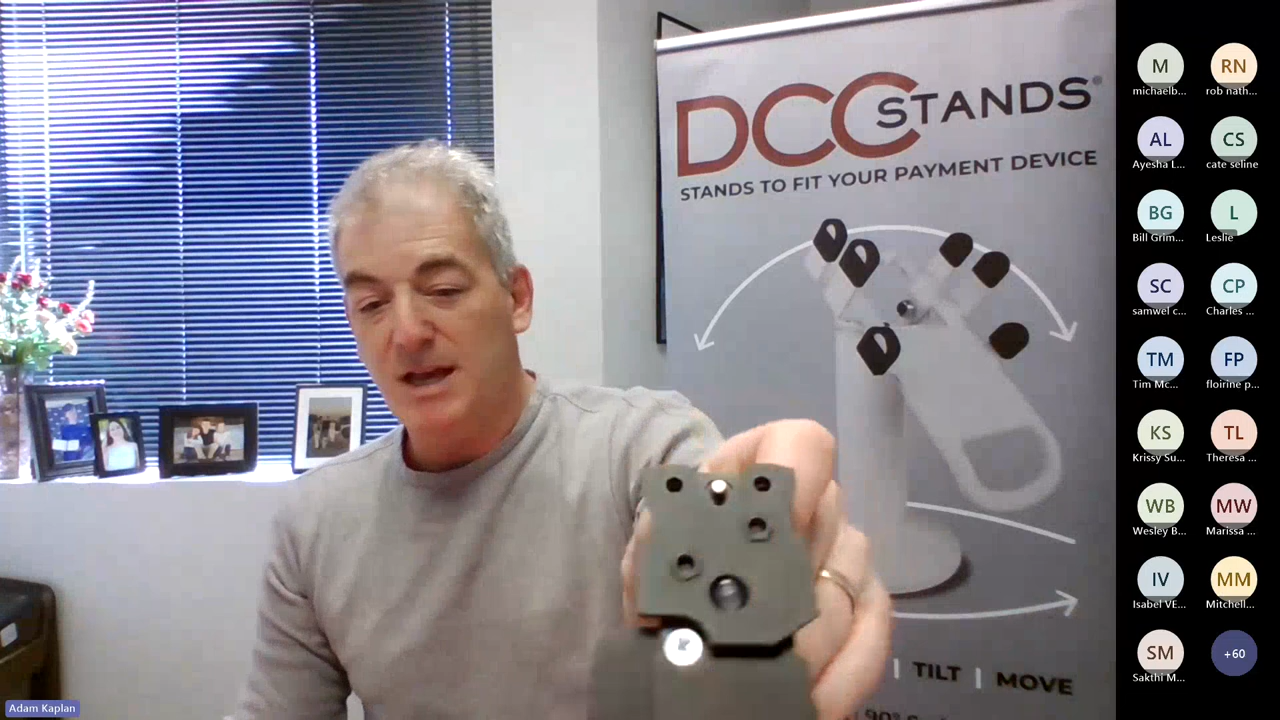 DCCSTANDS®
STANDS TO FIT YOUR PAYMENT DEVICE
| TILT | MOVE
90°
M
michaelb...
RN
rob nath...
AL
Ayesha L...
CS
cate seline
BG
Bill Grim...
L
Leslie
SC
samwel c...
CP
Charles ...
TM
Tim Mc...
FP
floirine p...
KS
Krissy Su...
TL
Theresa ...
WB
Wesley B...
MW
Marissa ...
IV
Isabel VE...
MM
Mitchell...
SM
Sakthi M...
+60
Adam Kaplan